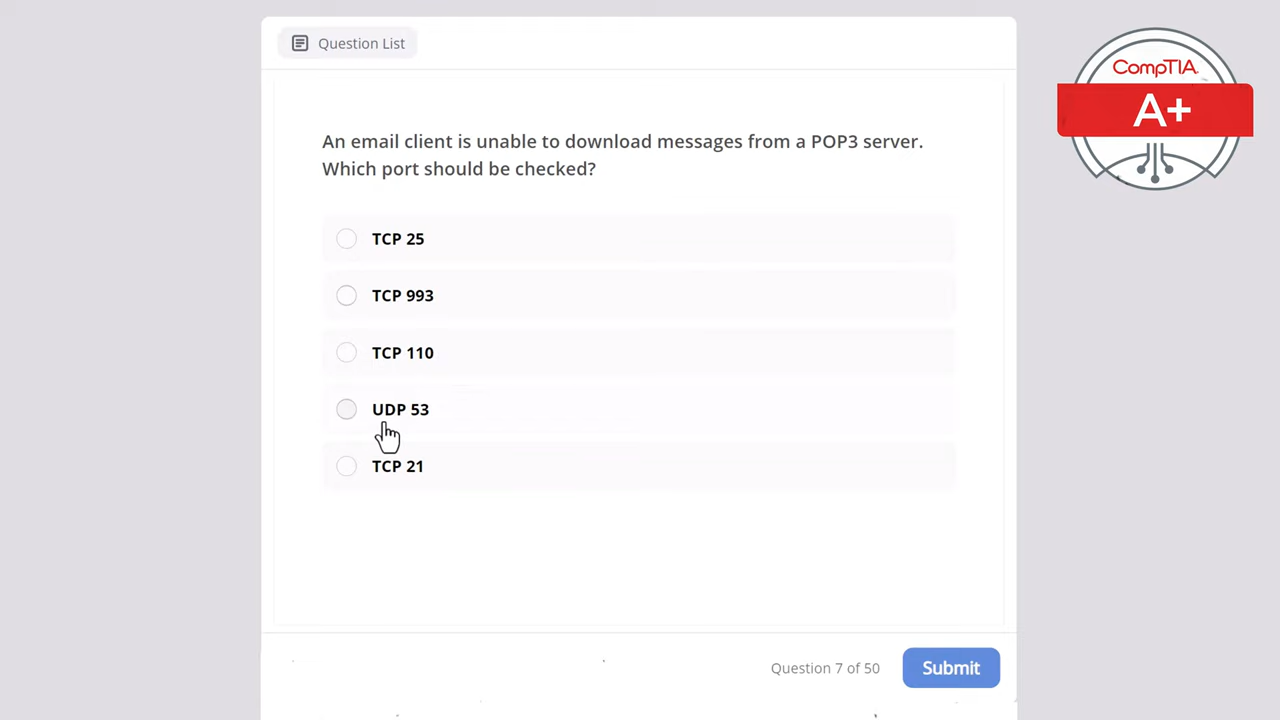 Question List
CompTIA.
A+
An email client is unable to download messages from a POP3 server.
Which port should be checked?
TCP 25
TCP 993
TCP 110
UDP 53
TCP 21
Question 7 of 50
Submit